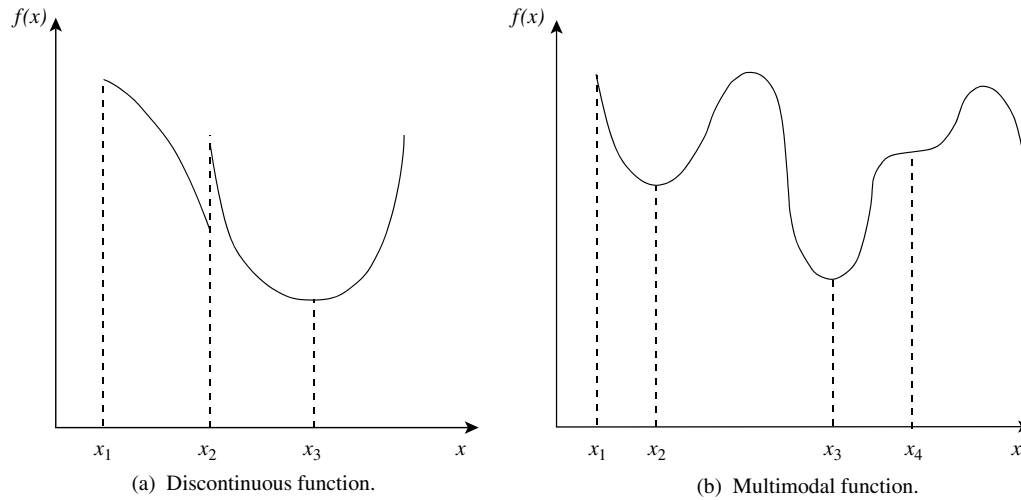 f(x)
x₁
x₂
x₃
x
(a) Discontinuous function.
f(x)
x₁
x₂
x₃
x₄
x
(b) Multimodal function.